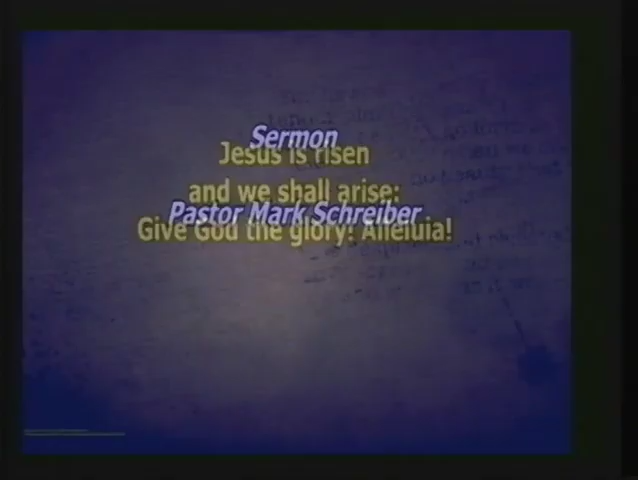 Sermon
Jesus is risen
and we shall arise:
Pastor Mark Schreiber
Give God the glory! Alleluia!